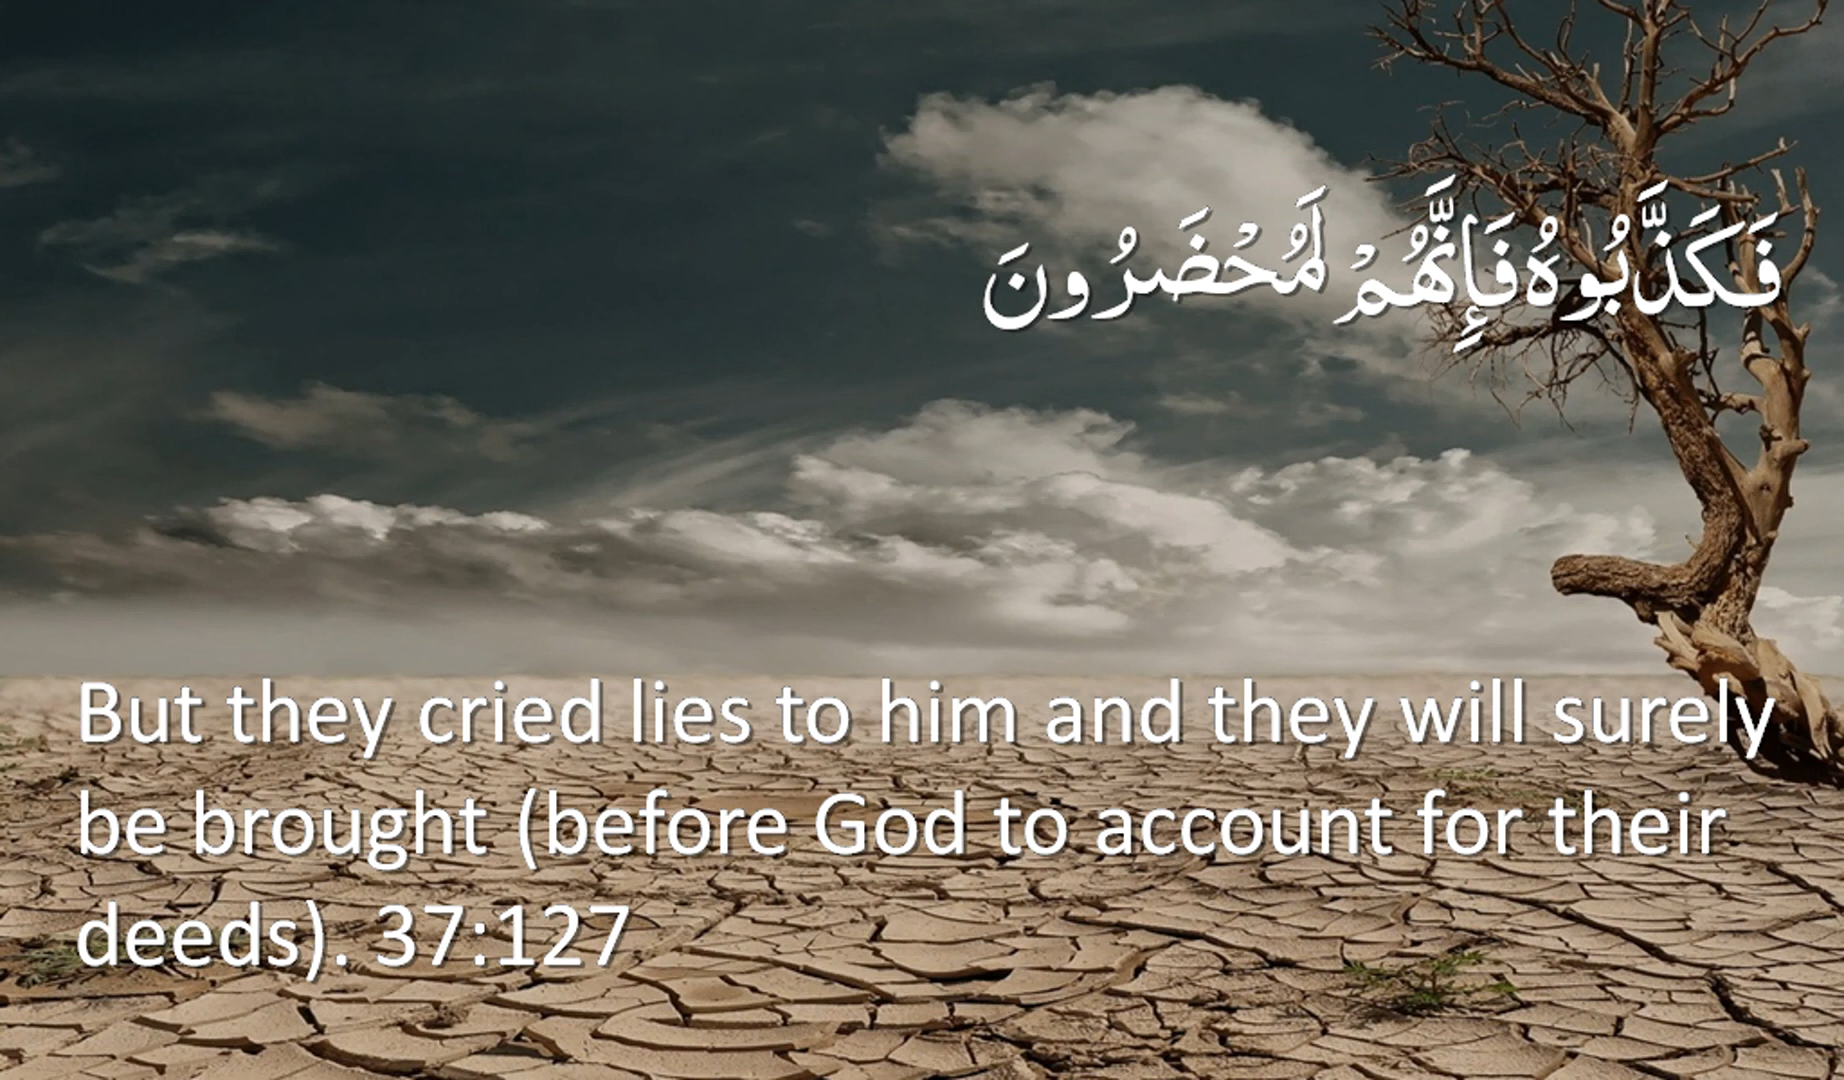 فَكَذَّبُوهُ فَإِنَّهُمْ لَمُحْضَرُونَ
But they cried lies to him and they will surely
be brought (before God to account for their
deeds). 37:127